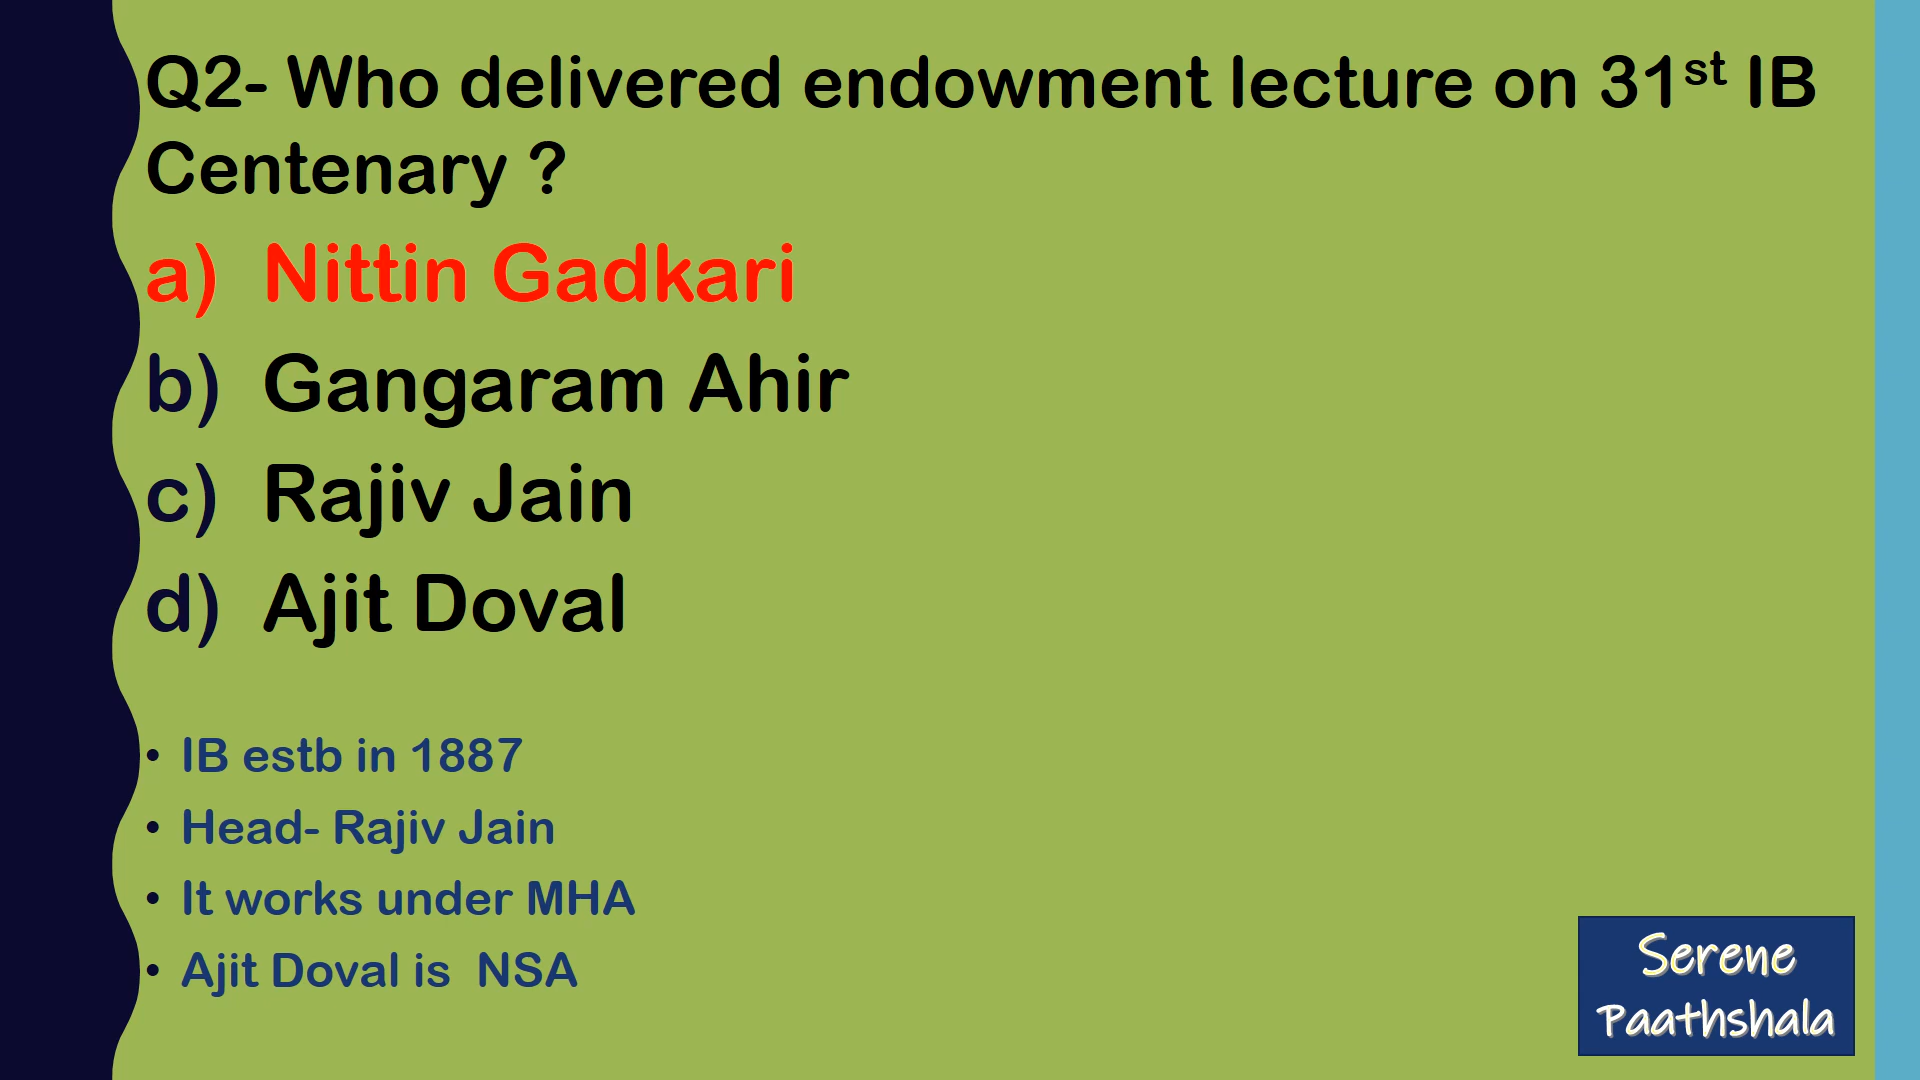 Q2- Who delivered endowment lecture on 31st IB
Centenary ?
a) Nittin Gadkari
b) Gangaram Ahir
c) Rajiv Jain
d) Ajit Doval
• IB estb in 1887
• Head- Rajiv Jain
• It works under MHA
• Ajit Doval is  NSA
Serene
Paathshala